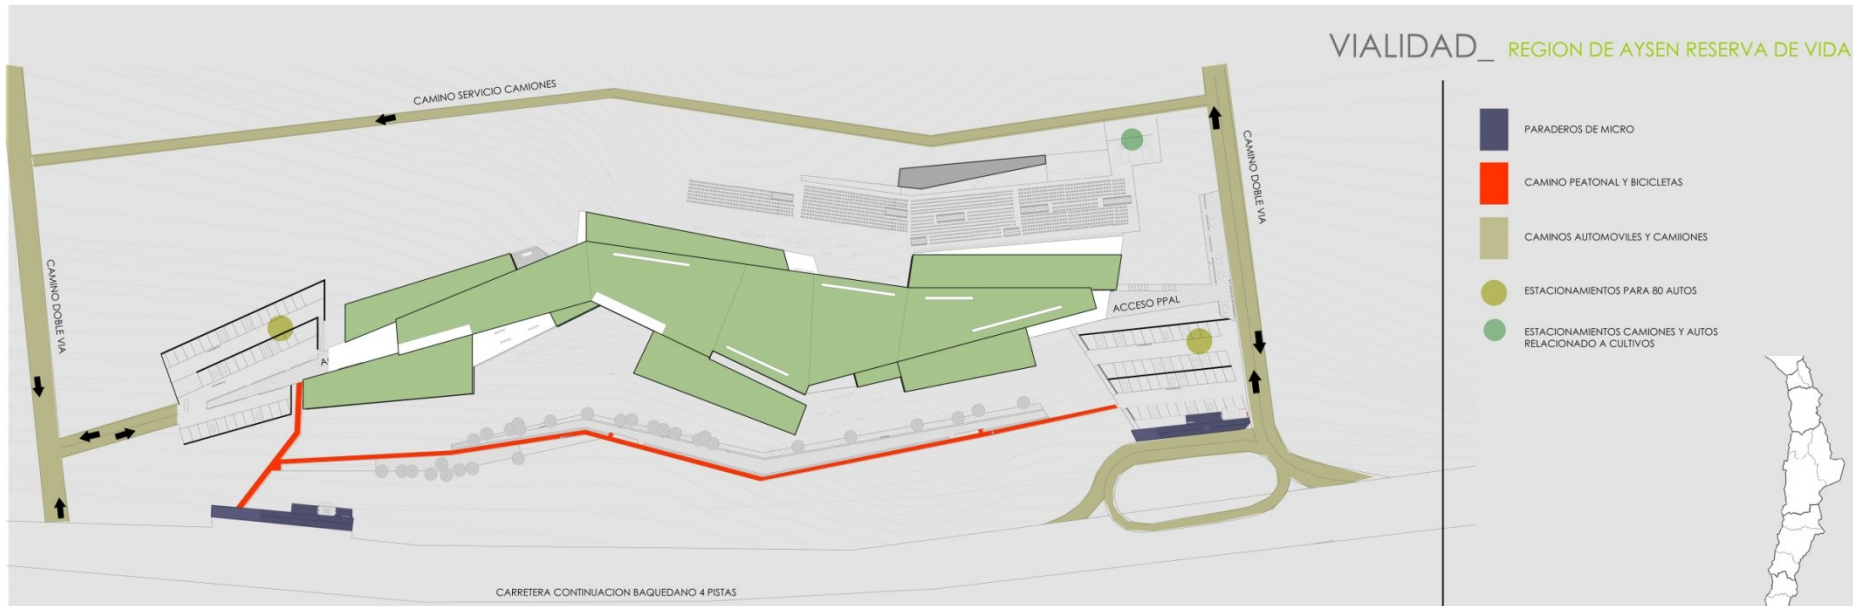 VIALIDAD_ REGION DE AYSEN RESERVA DE VIDA
CAMINO SERVICIO CAMIONES
CAMINO DOBLE VIA
CAMINO DOBLE VIA
ACCESO PPAL
CARRETERA CONTINUACION BAQUEDANO 4 PISTAS
PARADEROS DE MICRO
CAMINO PEATONAL Y BICICLETAS
CAMINOS AUTOMOVILES Y CAMIIONES
ESTACIONAMIENTOS PARA 80 AUTOS
ESTACIONAMIENTOS CAMIONES Y AUTOS
RELACIONADO A CULTIVOS